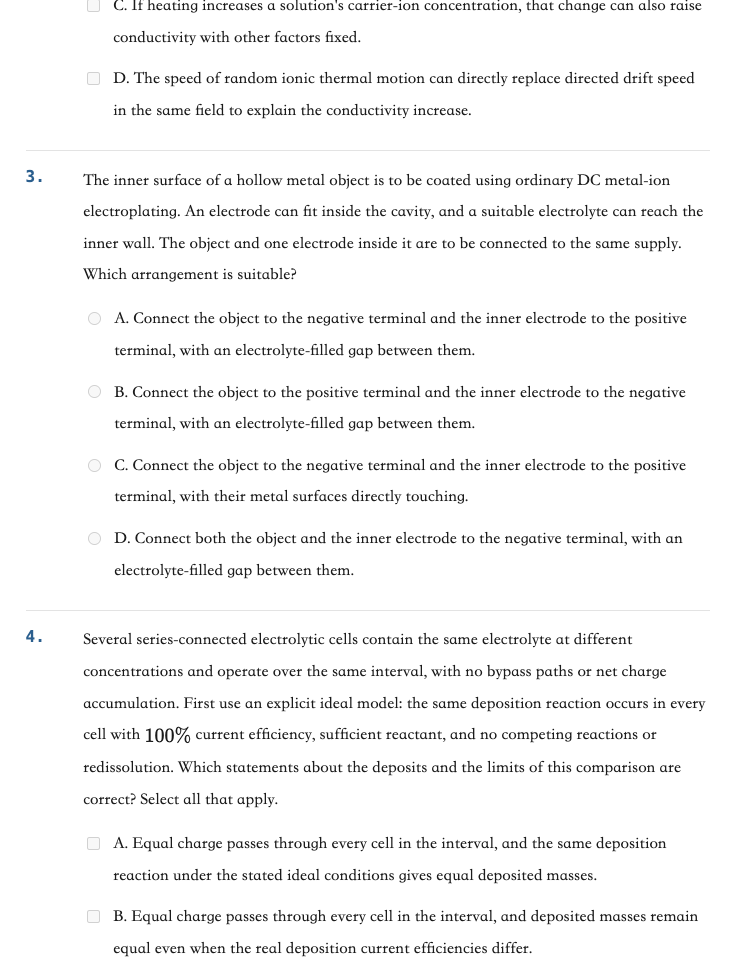 C. If heating increases a solution's carrier-ion concentration, that change can also raise
conductivity with other factors fixed.
D. The speed of random ionic thermal motion can directly replace directed drift speed
in the same field to explain the conductivity increase.
3.
The inner surface of a hollow metal object is to be coated using ordinary DC metal-ion
electroplating. An electrode can fit inside the cavity, and a suitable electrolyte can reach the
inner wall. The object and one electrode inside it are to be connected to the same supply.
Which arrangement is suitable?
A. Connect the object to the negative terminal and the inner electrode to the positive
terminal, with an electrolyte-filled gap between them.
B. Connect the object to the positive terminal and the inner electrode to the negative
terminal, with an electrolyte-filled gap between them.
C. Connect the object to the negative terminal and the inner electrode to the positive
terminal, with their metal surfaces directly touching.
D. Connect both the object and the inner electrode to the negative terminal, with an
electrolyte-filled gap between them.
4.
Several series-connected electrolytic cells contain the same electrolyte at different
concentrations and operate over the same interval, with no bypass paths or net charge
accumulation. First use an explicit ideal model: the same deposition reaction occurs in every
cell with 100% current efficiency, sufficient reactant, and no competing reactions or
redissolution. Which statements about the deposits and the limits of this comparison are
correct? Select all that apply.
A. Equal charge passes through every cell in the interval, and the same deposition
reaction under the stated ideal conditions gives equal deposited masses.
B. Equal charge passes through every cell in the interval, and deposited masses remain
equal even when the real deposition current efficiencies differ.